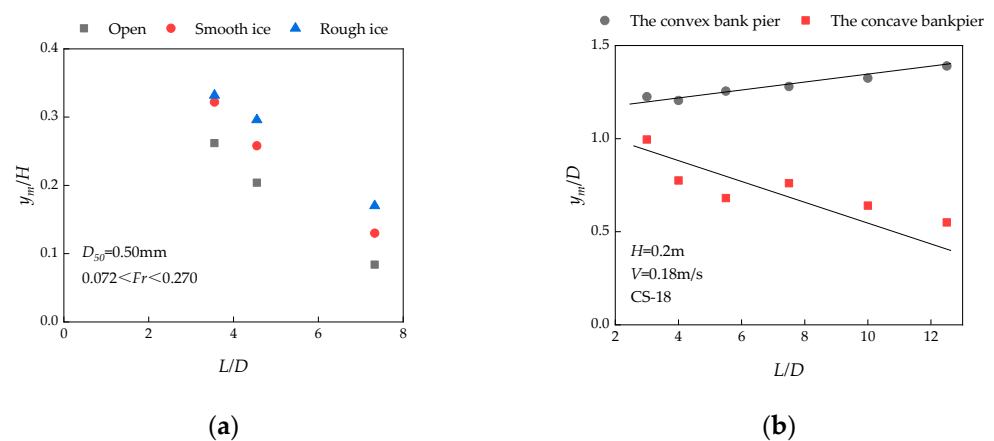 Open Smooth ice Rough ice
0.4
0.3
0.2
0.1
0.0
y_m/H
D_50=0.50mm
0.072＜Fr＜0.270
0 2 4 6 8
L/D
(a)
The convex bank pier The concave bankpier
1.5
1.0
0.5
0.0
y_m/D
H=0.2m
V=0.18m/s
CS-18
2 4 6 8 10 12
L/D
(b)